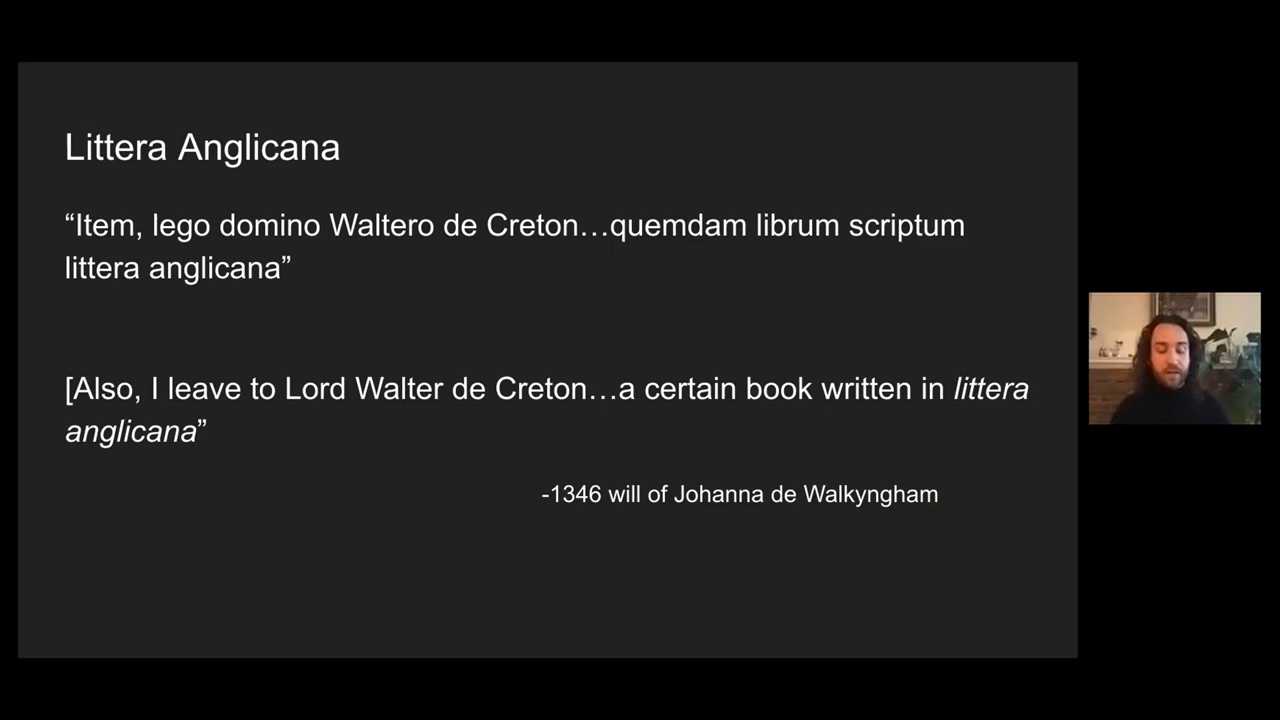 Littera Anglicana
“Item, lego domino Waltero de Creton…quemdam librum scriptum
littera anglicana”
[Also, I leave to Lord Walter de Creton…a certain book written in littera
anglicana”
-1346 will of Johanna de Walkyngham